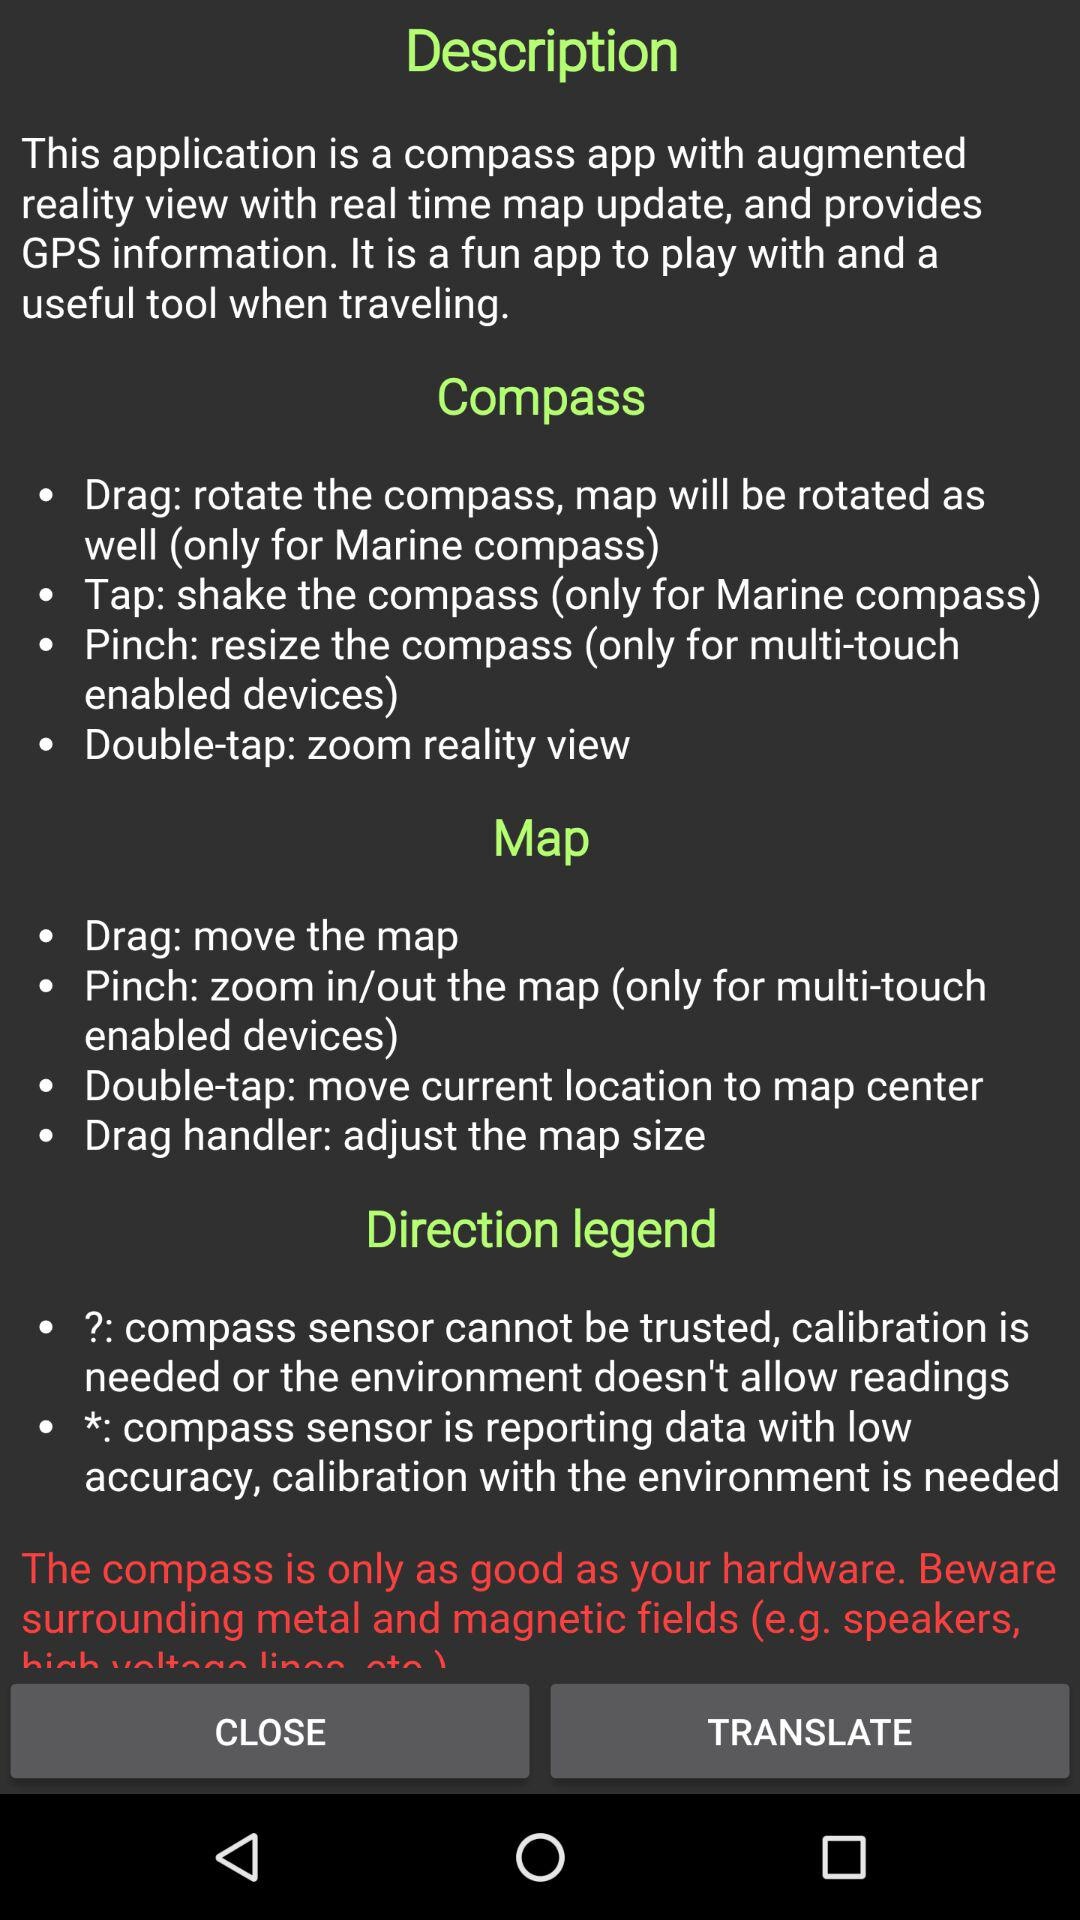 Description
This application is a compass app with augmented
reality view with real time map update, and provides
GPS information. It is a fun app to play with and a
useful tool when traveling.
Compass
• Drag: rotate the compass, map will be rotated as
well (only for Marine compass)
• Tap: shake the compass (only for Marine compass)
• Pinch: resize the compass (only for multi-touch
enabled devices)
• Double-tap: zoom reality view
Map
• Drag: move the map
• Pinch: zoom in/out the map (only for multi-touch
enabled devices)
• Double-tap: move current location to map center
• Drag handler: adjust the map size
Direction legend
• ?: compass sensor cannot be trusted, calibration is
needed or the environment doesn't allow readings
• *: compass sensor is reporting data with low
accuracy, calibration with the environment is needed
The compass is only as good as your hardware. Beware
surrounding metal and magnetic fields (e.g. speakers,
high voltage lines, etc.)
CLOSE
TRANSLATE